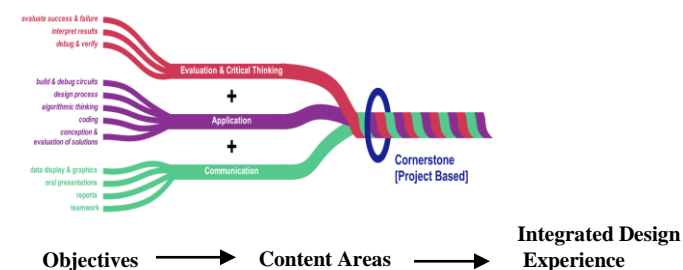 evaluate success & failure
interpret results
debug & verify
Evaluation & Critical Thinking
+
build & debug circuits
design process
algorithmic thinking
coding
conception &
evaluation of solutions
Application
+
data display & graphics
oral presentations
reports
teamwork
Communication
Cornerstone
[Project Based]
Objectives
Content Areas
Integrated Design
Experience